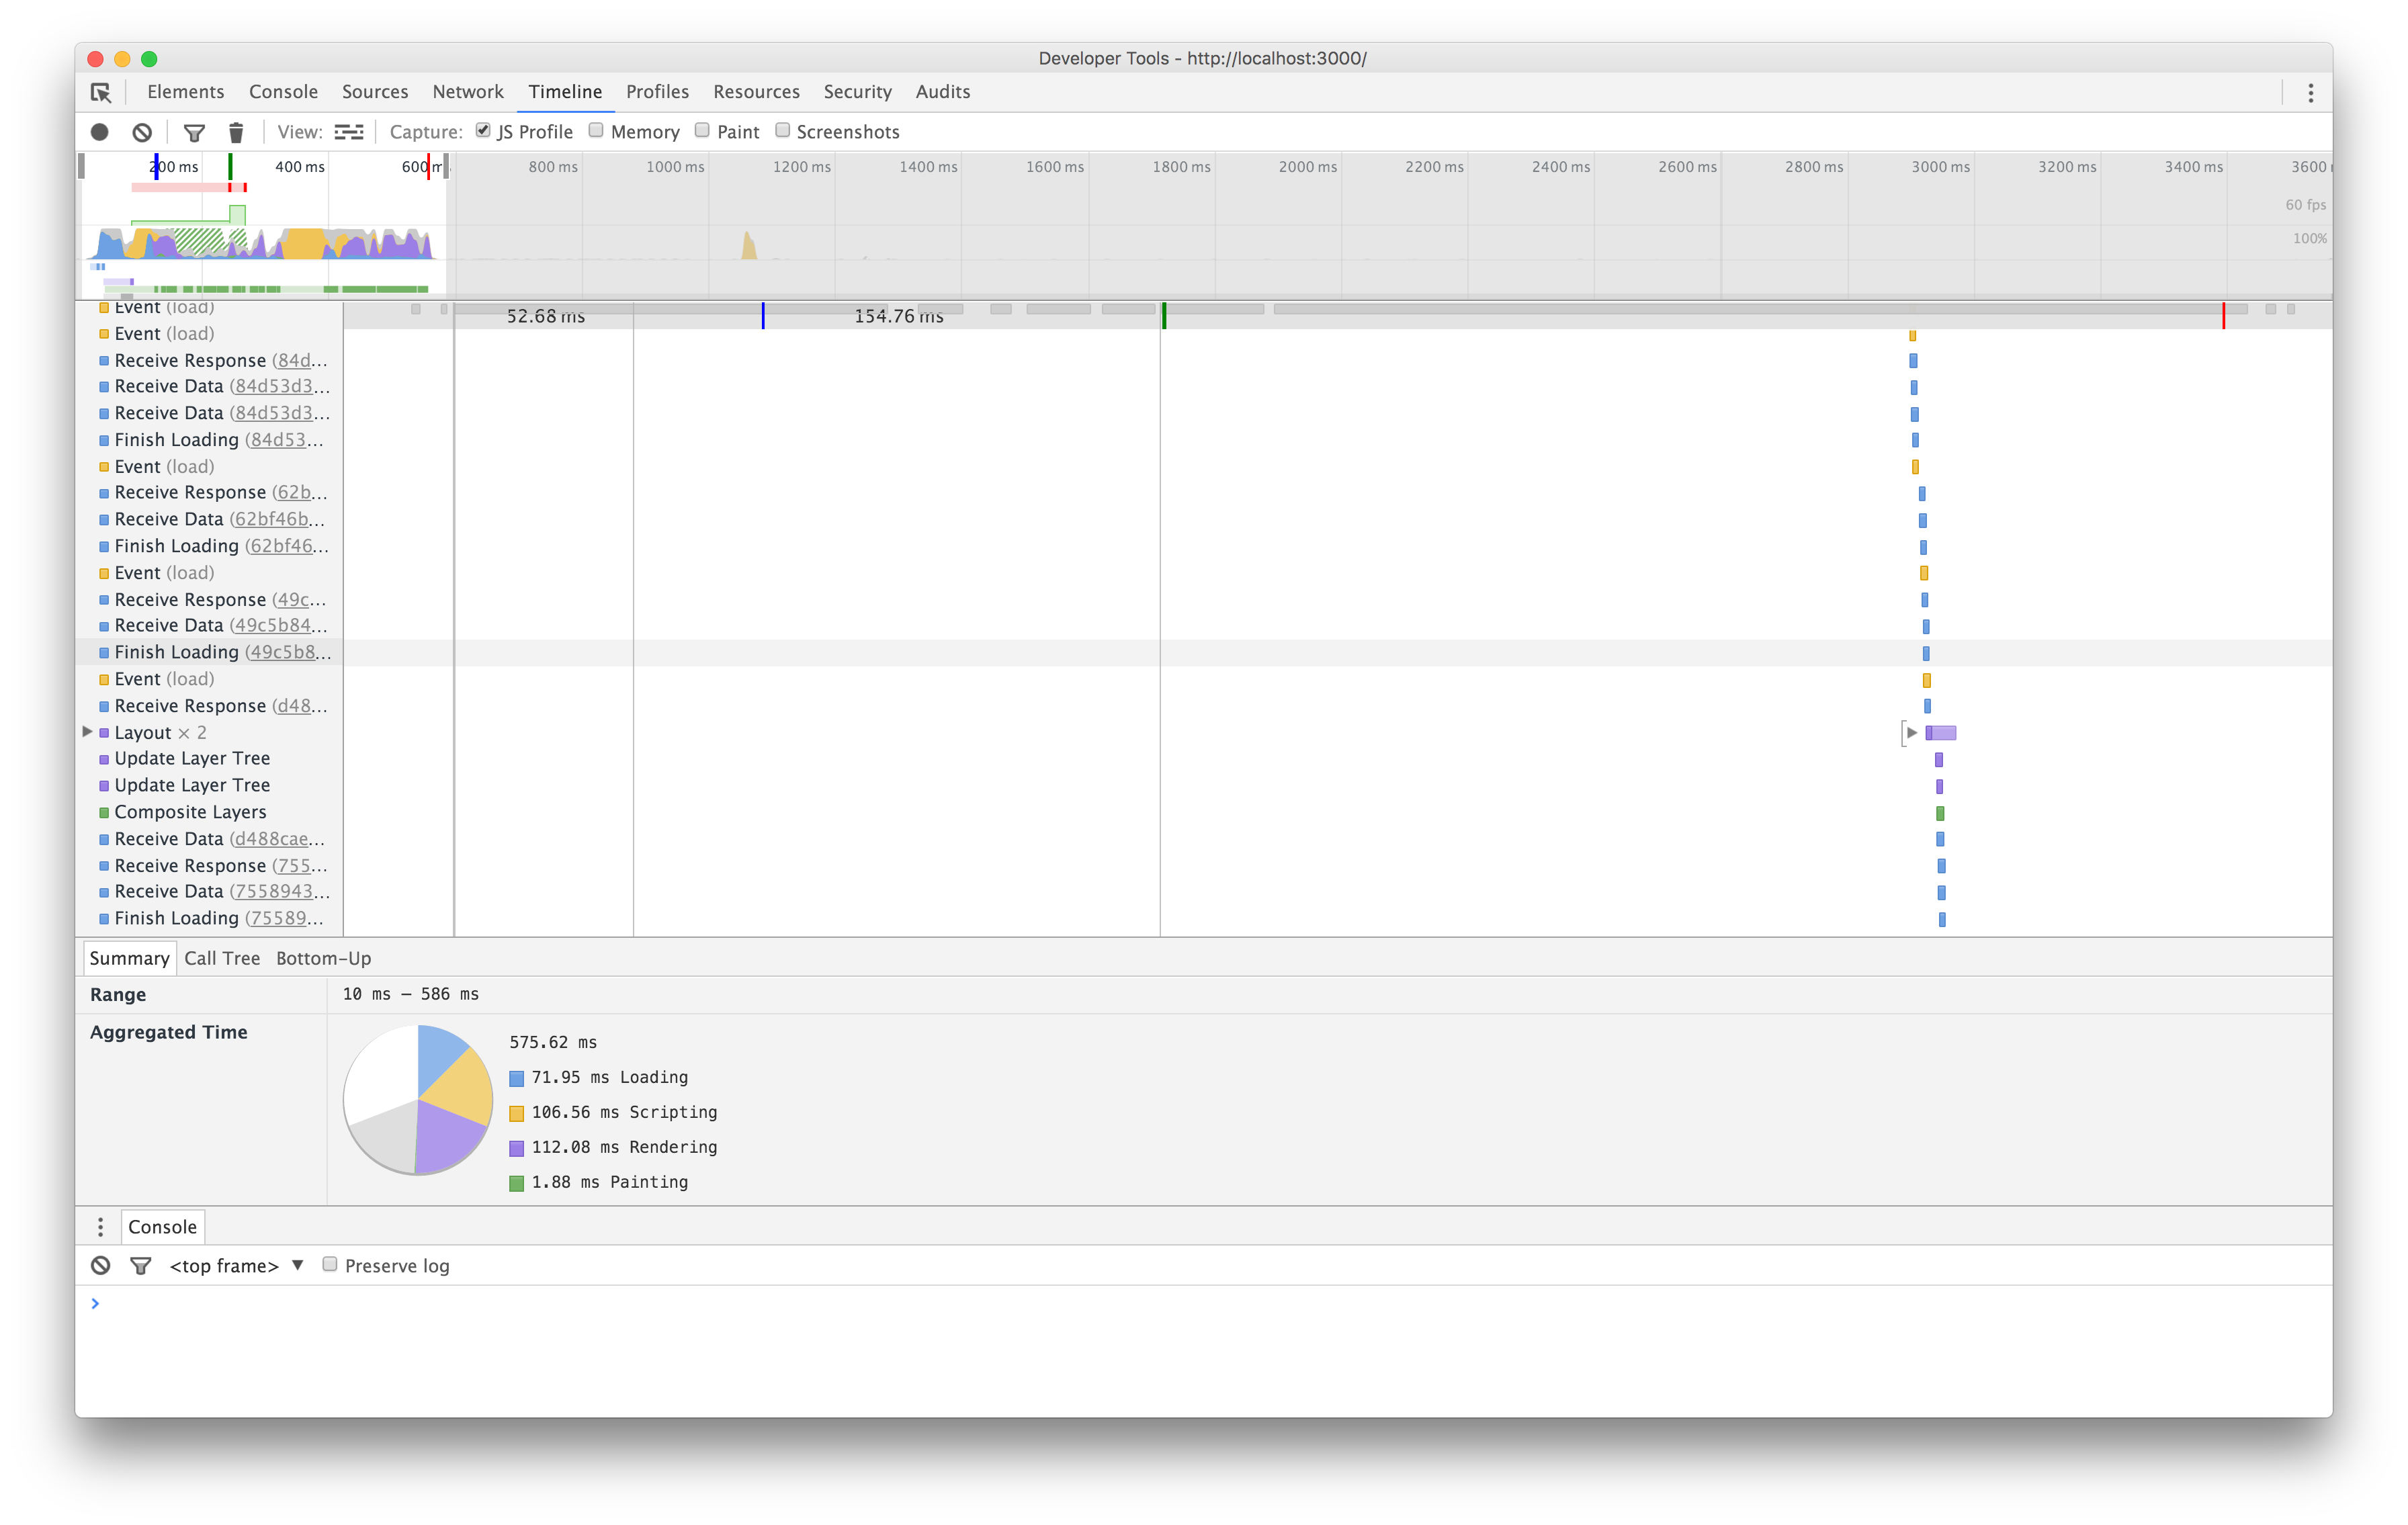 Developer Tools - http://localhost:3000/
Elements Console Sources Network Timeline Profiles Resources Security Audits
View: Capture: JS Profile Memory Paint Screenshots
200 ms 400 ms 600 m 800 ms 1000 ms 1200 ms 1400 ms 1600 ms 1800 ms 2000 ms 2200 ms 2400 ms 2600 ms 2800 ms 3000 ms 3200 ms 3400 ms 3600
60 fps
100%
Event (load)
52.68 ms 154.76 ms
Event (load)
Receive Response (84d…
Receive Data (84d53d3…
Receive Data (84d53d3…
Finish Loading (84d53…
Event (load)
Receive Response (62b…
Receive Data (62bf46b…
Finish Loading (62bf46…
Event (load)
Receive Response (49c…
Receive Data (49c5b84…
Finish Loading (49c5b8…
Event (load)
Receive Response (d48…
Layout × 2
Update Layer Tree
Update Layer Tree
Composite Layers
Receive Data (d488cae…
Receive Response (755…
Receive Data (7558943…
Finish Loading (75589…
Summary Call Tree Bottom-Up
Range 10 ms – 586 ms
Aggregated Time
575.62 ms
71.95 ms Loading
106.56 ms Scripting
112.08 ms Rendering
1.88 ms Painting
Console
<top frame> ▼ Preserve log
>